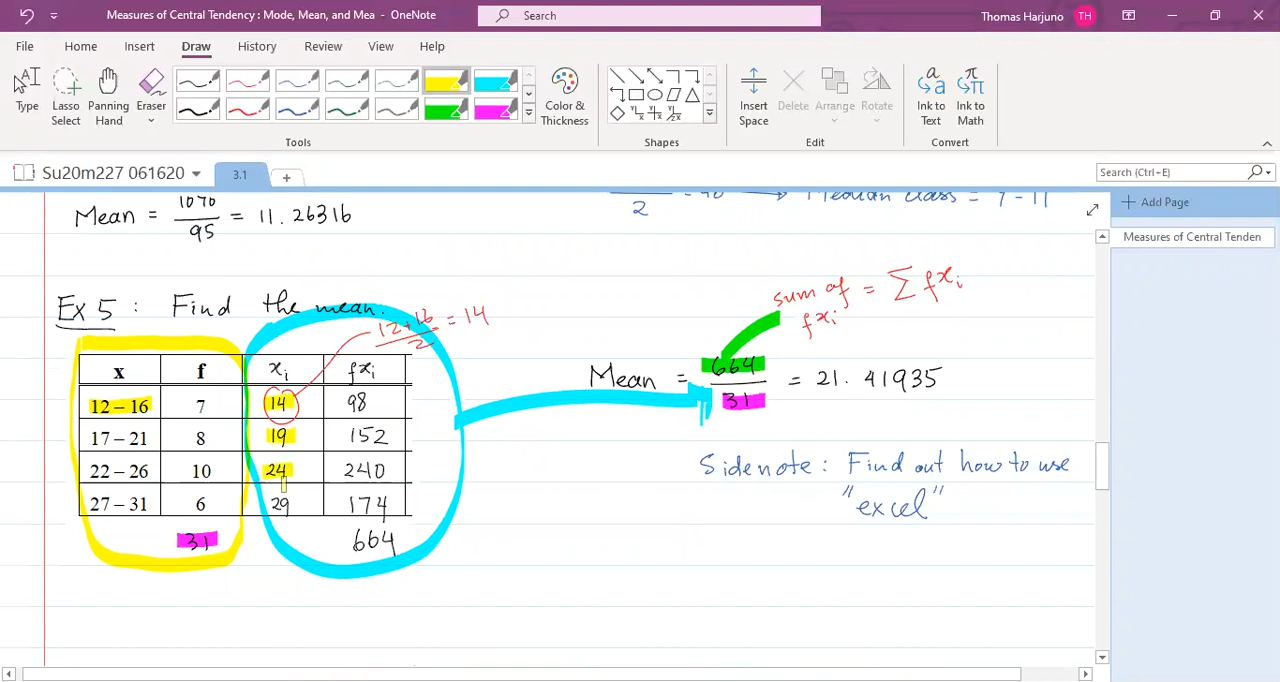 Measures of Central Tendency : Mode, Mean, and Mea - OneNote
Search
Thomas Harjuno TH
File Home Insert Draw History Review View Help
Type Lasso Select Panning Hand Eraser
Color & Thickness
Insert Space Delete Arrange Rotate
Ink to Text Ink to Math
Tools Shapes Edit Convert
Su20m227 061620 3.1
Search (Ctrl+E)
Add Page
Measures of Central Tenden
Mean = 1070 / 95 = 11.26316
2 Median class = 9 - 11
Ex 5 : Find the mean.
12+16 / 2 = 14
sum of fxi = Σ fxi
x f xi fxi
12 – 16 7 14 98
17 – 21 8 19 152
22 – 26 10 24 240
27 – 31 6 29 174
31 664
Mean = 664 / 31 = 21.41935
Sidenote : Find out how to use
"excel"